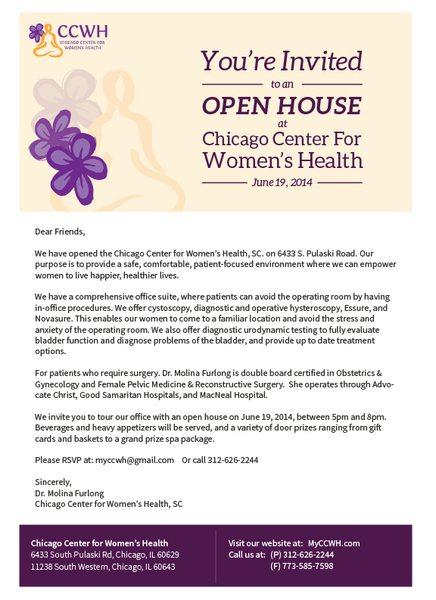 CCWH
CHICAGO CENTER FOR
WOMEN'S HEALTH
You're Invited
to an
OPEN HOUSE
at
Chicago Center For
Women's Health
June 19, 2014
Dear Friends,
We have opened the Chicago Center for Women's Health, SC. on 6433 S. Pulaski Road. Our
purpose is to provide a safe, comfortable, patient-focused environment where we can empower
women to live happier, healthier lives.
We have a comprehensive office suite, where patients can avoid the operating room by having
in-office procedures. We offer cystoscopy, diagnostic and operative hysteroscopy, Essure, and
Novasure. This enables our women to come to a familiar location and avoid the stress and
anxiety of the operating room. We also offer diagnostic urodynamic testing to fully evaluate
bladder function and diagnose problems of the bladder, and provide up to date treatment
options.
For patients who require surgery. Dr. Molina Furlong is double board certified in Obstetrics &
Gynecology and Female Pelvic Medicine & Reconstructive Surgery. She operates through Advo-
cate Christ, Good Samaritan Hospitals, and MacNeal Hospital.
We invite you to tour our office with an open house on June 19, 2014, between 5pm and 8pm.
Beverages and heavy appetizers will be served, and a variety of door prizes ranging from gift
cards and baskets to a grand prize spa package.
Please RSVP at: myccwh@gmail.com Or call 312-626-2244
Sincerely,
Dr. Molina Furlong
Chicago Center for Women's Health, SC
Chicago Center for Women's Health
6433 South Pulaski Rd, Chicago, IL 60629
11238 South Western, Chicago, IL 60643
Visit our website at: MyCCWH.com
Call us at: (P) 312-626-2244
(F) 773-585-7598